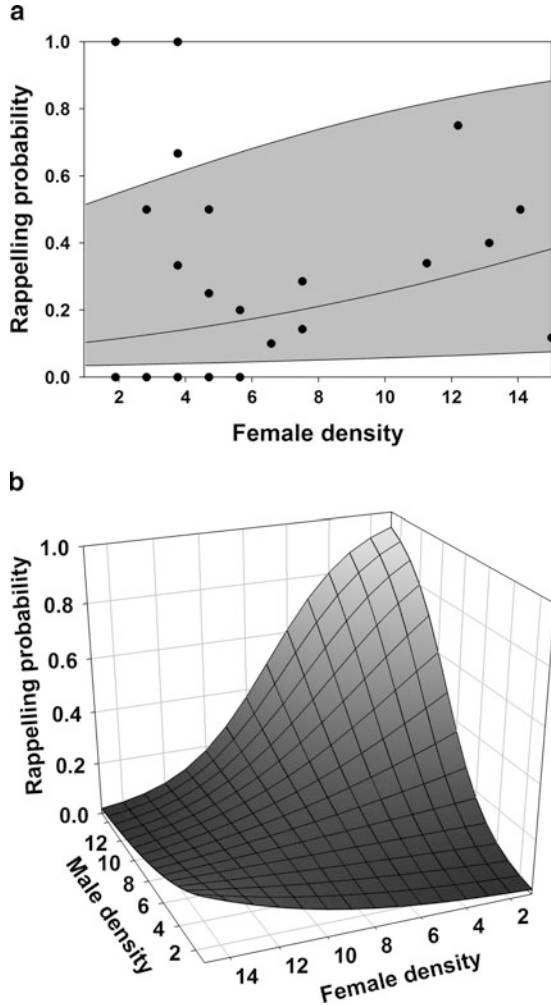 a
1.0
0.8
0.6
0.4
0.2
0.0
Rappelling probability
2 4 6 8 10 12 14
Female density
b
1.0
0.8
0.6
0.4
0.2
0.0
Rappelling probability
12
10
8
6
4
2
Male density
14 12 10 8 6 4 2
Female density